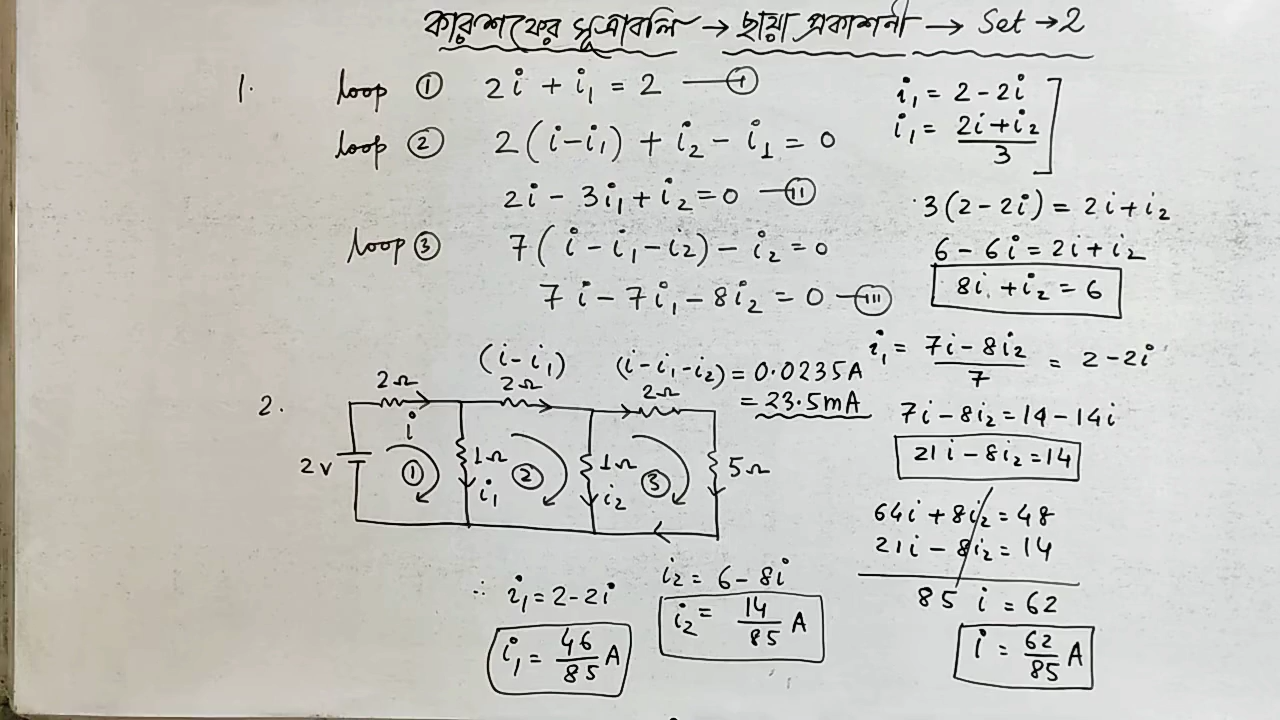 কারশফের সূত্রাবলি → ছায়া প্রকাশনী → Set → 2
1. loop ① 2i + i₁ = 2 —Ⓘ
loop ② 2(i-i₁) + i₂ - i₁ = 0
2i - 3i₁ + i₂ = 0 —(II)
loop ③ 7(i - i₁ - i₂) - i₂ = 0
7i - 7i₁ - 8i₂ = 0 —(III)
i₁ = 2 - 2i
i₁ = (2i + i₂)/3
3(2 - 2i) = 2i + i₂
6 - 6i = 2i + i₂
8i + i₂ = 6
i₁ = (7i - 8i₂)/7 = 2 - 2i
7i - 8i₂ = 14 - 14i
21i - 8i₂ = 14
64i + 8i₂ = 48
21i - 8i₂ = 14
85 i = 62
i = 62/85 A
2. (i - i₁) (i - i₁ - i₂) = 0.0235A
= 23.5mA
2Ω 2Ω 2Ω
i
2v ① 1Ω ② 1Ω ③ 5Ω
i₁ i₂
∴ i₁ = 2 - 2i
i₁ = 46/85 A
i₂ = 6 - 8i
i₂ = 14/85 A